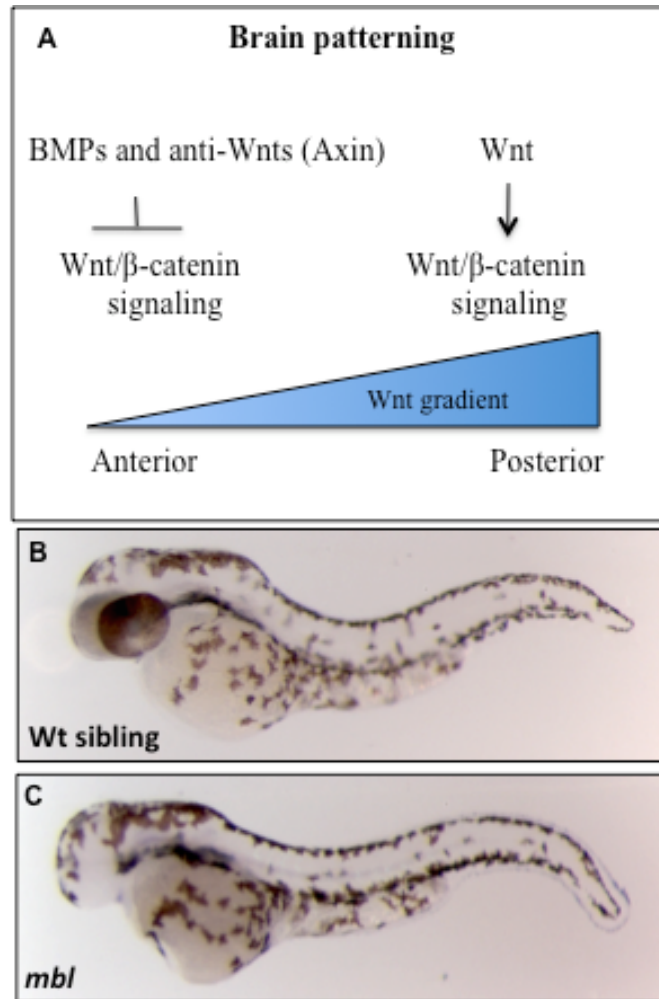 A
Brain patterning
BMPs and anti-Wnts (Axin)
Wnt
Wnt/β-catenin
signaling
Wnt/β-catenin
signaling
Wnt gradient
Anterior
Posterior
B
Wt sibling
C
mbl